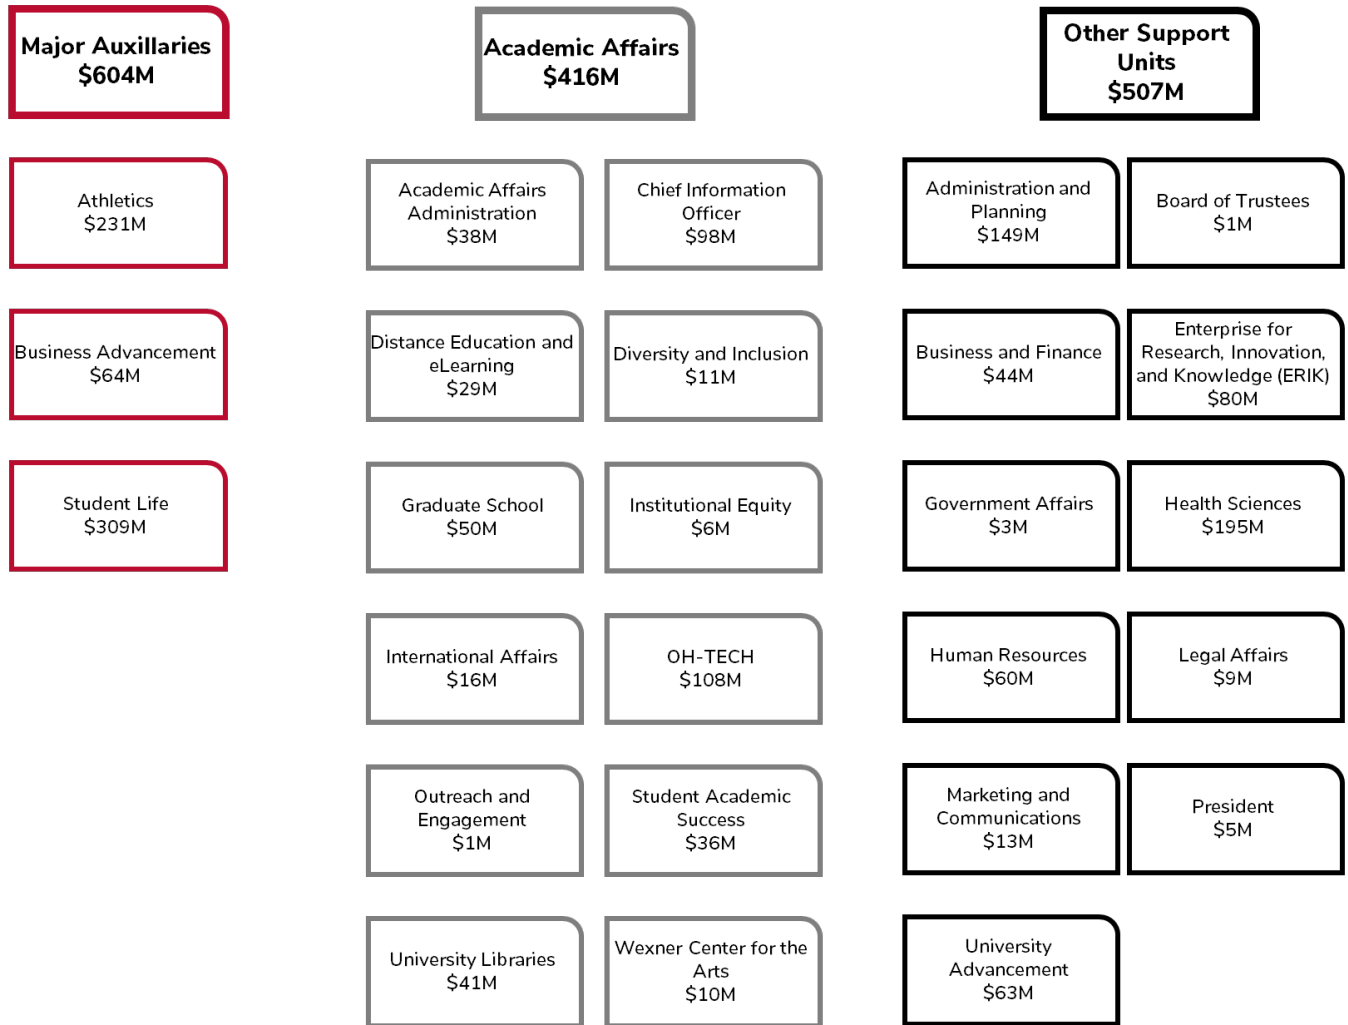 Major Auxillaries
$604M
Athletics
$231M
Business Advancement
$64M
Student Life
$309M
Academic Affairs
$416M
Academic Affairs
Administration
$38M
Chief Information
Officer
$98M
Distance Education and
eLearning
$29M
Diversity and Inclusion
$11M
Graduate School
$50M
Institutional Equity
$6M
International Affairs
$16M
OH-TECH
$108M
Outreach and
Engagement
$1M
Student Academic
Success
$36M
University Libraries
$41M
Wexner Center for the
Arts
$10M
Other Support
Units
$507M
Administration and
Planning
$149M
Board of Trustees
$1M
Business and Finance
$44M
Enterprise for
Research, Innovation,
and Knowledge (ERIK)
$80M
Government Affairs
$3M
Health Sciences
$195M
Human Resources
$60M
Legal Affairs
$9M
Marketing and
Communications
$13M
President
$5M
University
Advancement
$63M